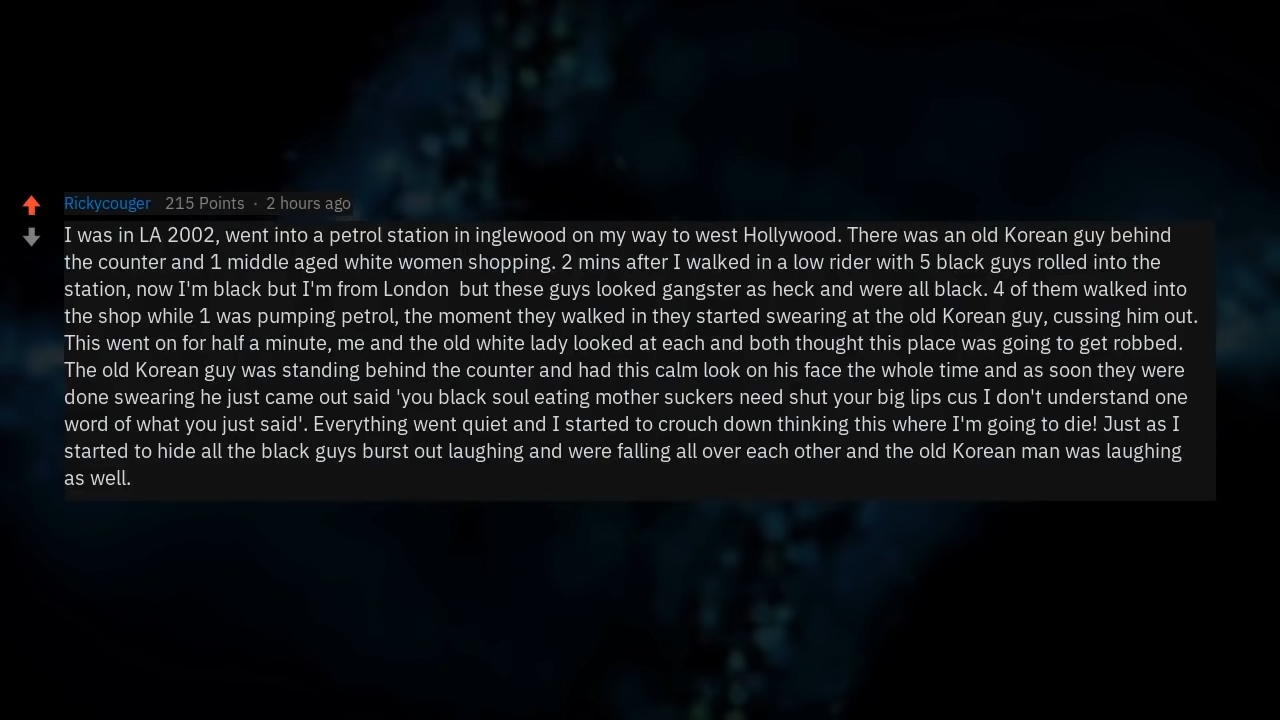 Rickycouger 215 Points · 2 hours ago
I was in LA 2002, went into a petrol station in inglewood on my way to west Hollywood. There was an old Korean guy behind
the counter and 1 middle aged white women shopping. 2 mins after I walked in a low rider with 5 black guys rolled into the
station, now I'm black but I'm from London  but these guys looked gangster as heck and were all black. 4 of them walked into
the shop while 1 was pumping petrol, the moment they walked in they started swearing at the old Korean guy, cussing him out.
This went on for half a minute, me and the old white lady looked at each and both thought this place was going to get robbed.
The old Korean guy was standing behind the counter and had this calm look on his face the whole time and as soon they were
done swearing he just came out said 'you black soul eating mother suckers need shut your big lips cus I don't understand one
word of what you just said'. Everything went quiet and I started to crouch down thinking this where I'm going to die! Just as I
started to hide all the black guys burst out laughing and were falling all over each other and the old Korean man was laughing
as well.